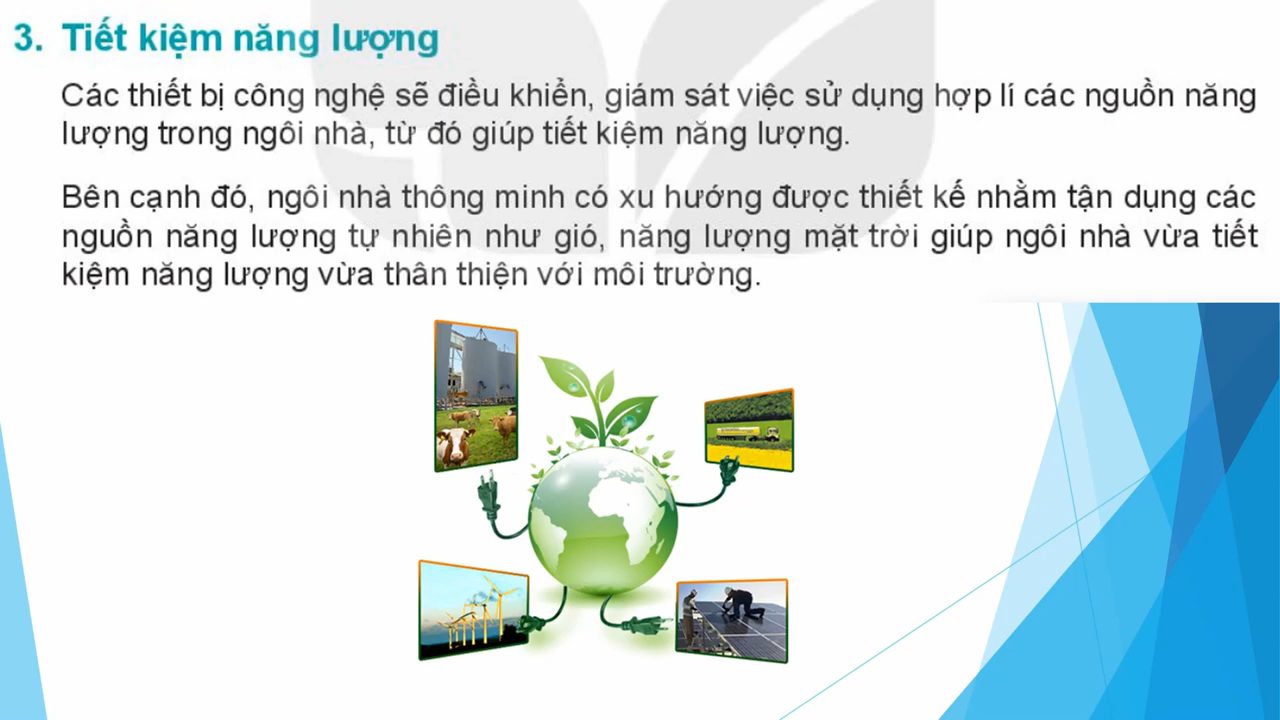 3. Tiết kiệm năng lượng
Các thiết bị công nghệ sẽ điều khiển, giám sát việc sử dụng hợp lí các nguồn năng
lượng trong ngôi nhà, từ đó giúp tiết kiệm năng lượng.
Bên cạnh đó, ngôi nhà thông minh có xu hướng được thiết kế nhằm tận dụng các
nguồn năng lượng tự nhiên như gió, năng lượng mặt trời giúp ngôi nhà vừa tiết
kiệm năng lượng vừa thân thiện với môi trường.